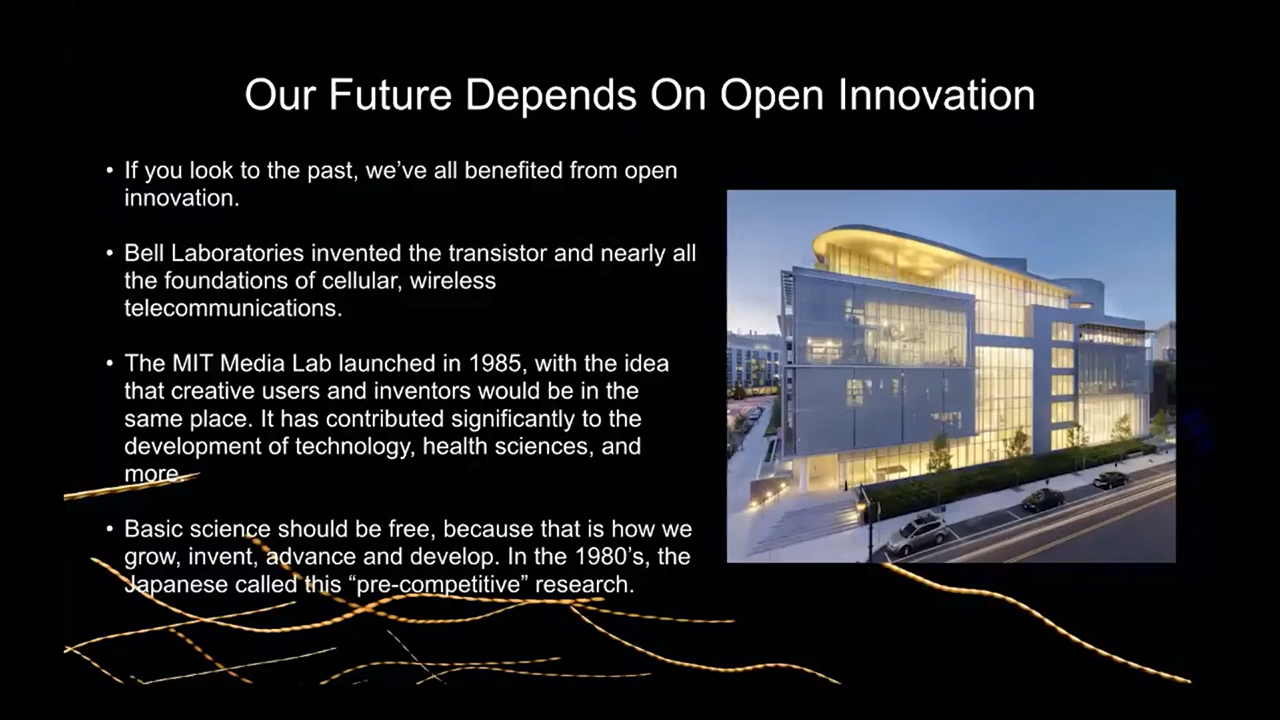 Our Future Depends On Open Innovation
• If you look to the past, we've all benefited from open
innovation.
• Bell Laboratories invented the transistor and nearly all
the foundations of cellular, wireless
telecommunications.
• The MIT Media Lab launched in 1985, with the idea
that creative users and inventors would be in the
same place. It has contributed significantly to the
development of technology, health sciences, and
more.
• Basic science should be free, because that is how we
grow, invent, advance and develop. In the 1980's, the
Japanese called this “pre-competitive” research.